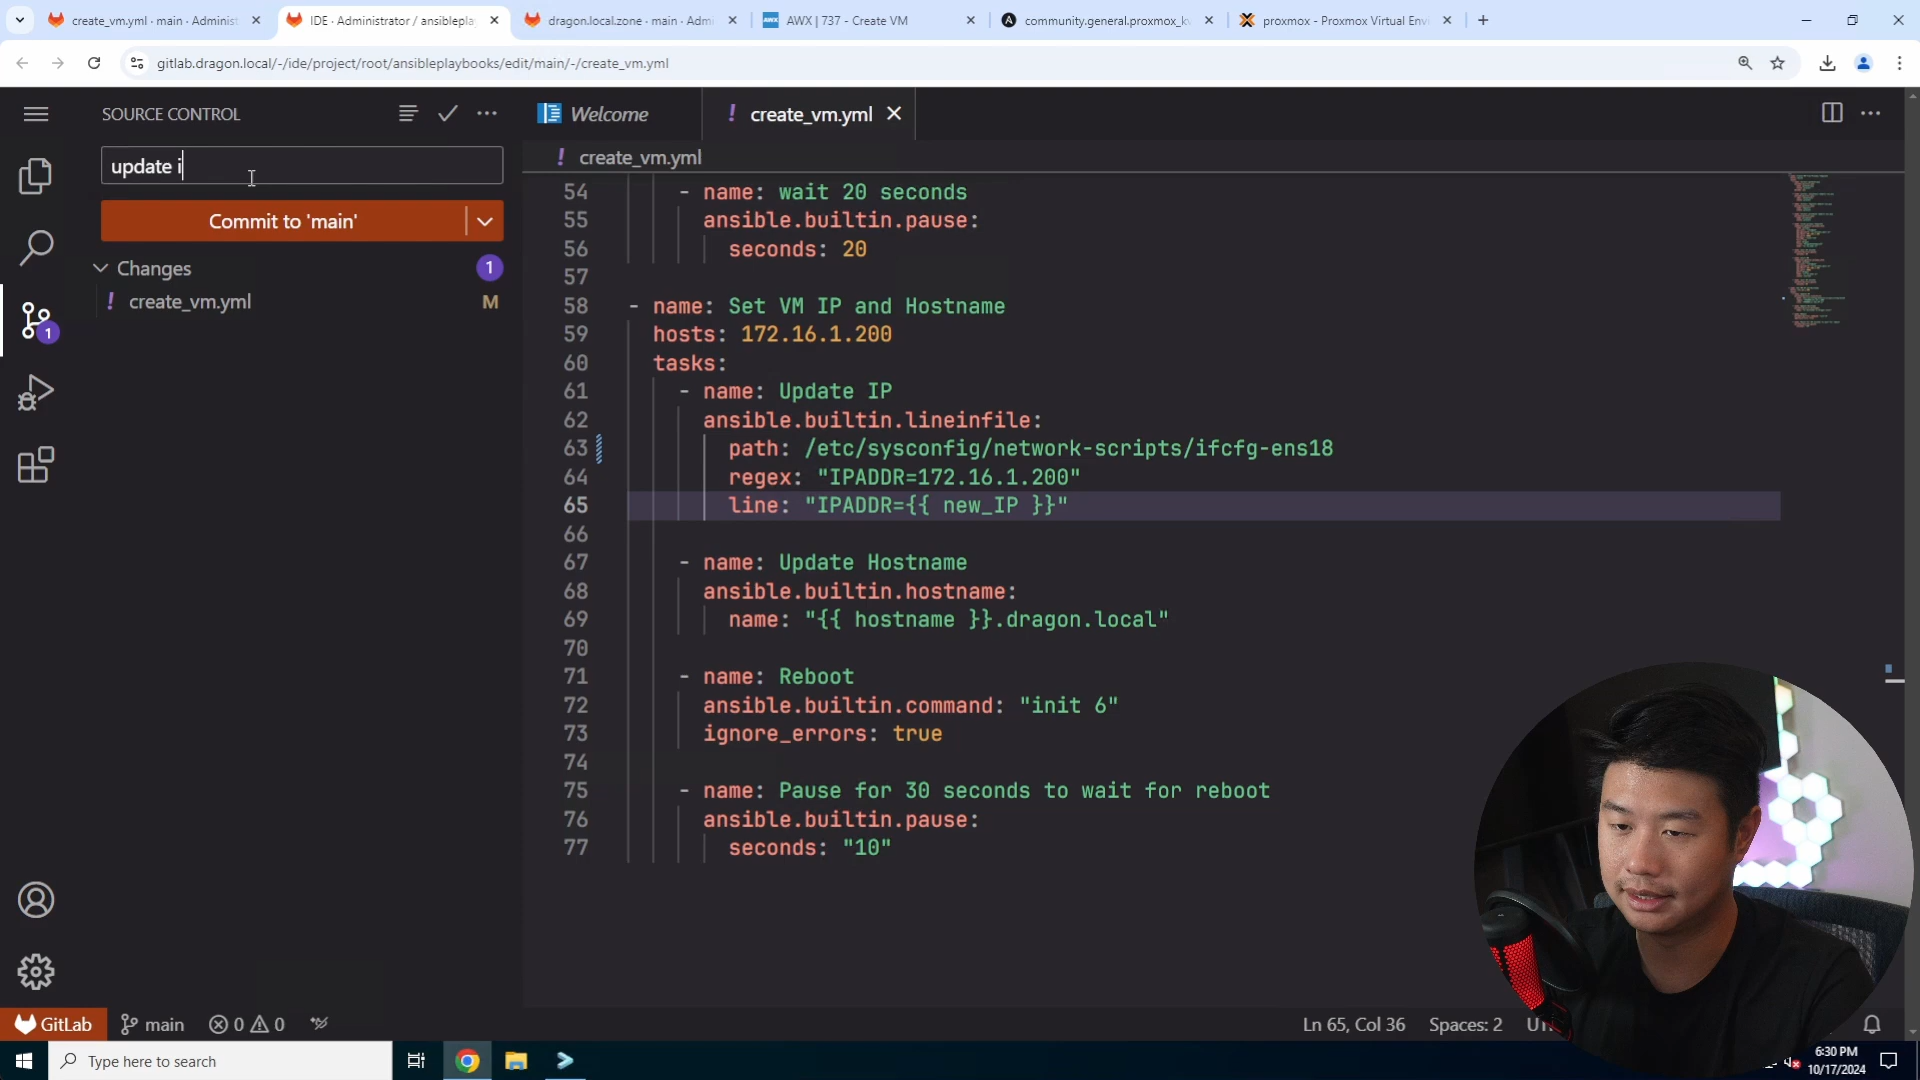 create_vm.yml · main · Administ
IDE · Administrator / ansiblepla
dragon.local.zone · main · Admi
AWX | 737 - Create VM
community.general.proxmox_k
proxmox - Proxmox Virtual Envi
gitlab.dragon.local/-/ide/project/root/ansibleplaybooks/edit/main/-/create_vm.yml
SOURCE CONTROL
Welcome
! create_vm.yml
! create_vm.yml
update i
Commit to 'main'
Changes 1
! create_vm.yml M
1
54 - name: wait 20 seconds
55 ansible.builtin.pause:
56 seconds: 20
57
58 - name: Set VM IP and Hostname
59 hosts: 172.16.1.200
60 tasks:
61 - name: Update IP
62 ansible.builtin.lineinfile:
63 path: /etc/sysconfig/network-scripts/ifcfg-ens18
64 regex: "IPADDR=172.16.1.200"
65 line: "IPADDR={{ new_IP }}"
66
67 - name: Update Hostname
68 ansible.builtin.hostname:
69 name: "{{ hostname }}.dragon.local"
70
71 - name: Reboot
72 ansible.builtin.command: "init 6"
73 ignore_errors: true
74
75 - name: Pause for 30 seconds to wait for reboot
76 ansible.builtin.pause:
77 seconds: "10"
GitLab main 0 0
Ln 65, Col 36 Spaces: 2
Type here to search
6:30 PM
10/17/2024